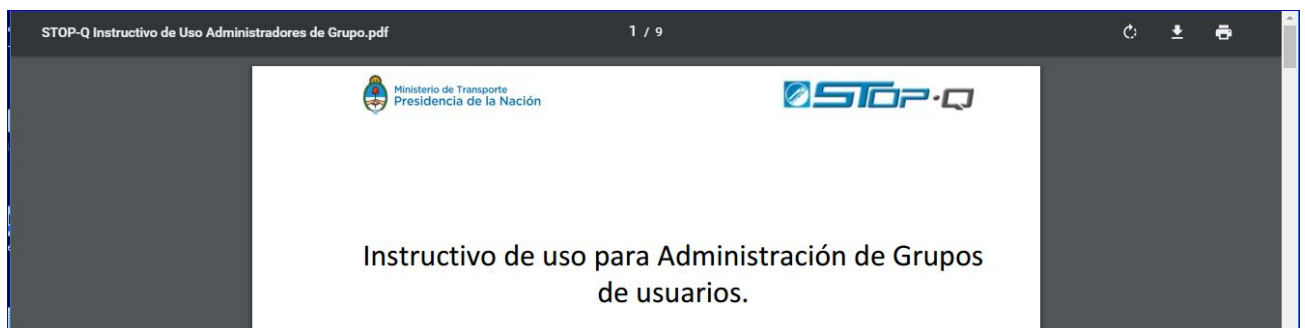 STOP-Q Instructivo de Uso Administradores de Grupo.pdf
1 / 9
Ministerio de Transporte
Presidencia de la Nación
STOP·Q
Instructivo de uso para Administración de Grupos
de usuarios.